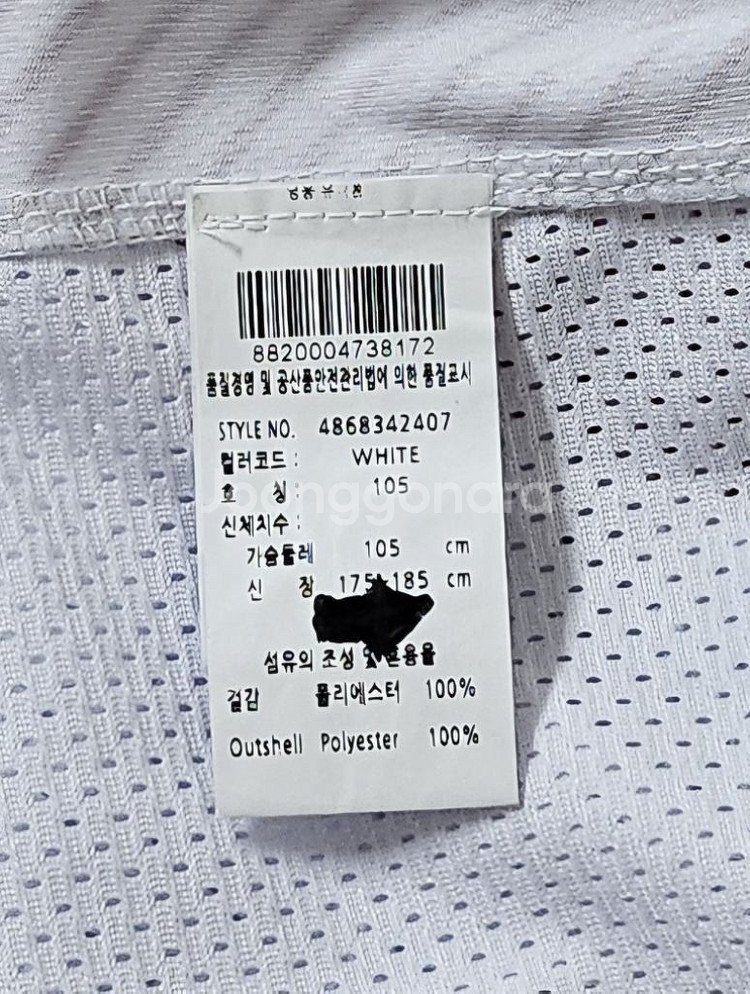 8820004738172
품질경영 및 공산품안전관리법에 의한 품질표시
STYLE NO. 4868342407
컬러코드 : WHITE
호 칭 : 105
신체치수 :
가슴둘레 105 cm
신 장 175 185 cm
섬유의 조성 및 혼용율
겉감 폴리에스터 100%
Outshell Polyester 100%
Joonggonara